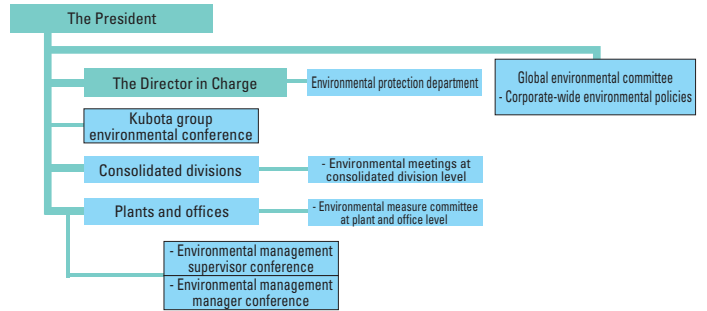 The President
The Director in Charge
Environmental protection department
Global environmental committee
- Corporate-wide environmental policies
Kubota group
environmental conference
Consolidated divisions
- Environmental meetings at
consolidated division level
Plants and offices
- Environmental measure committee
at plant and office level
- Environmental management
supervisor conference
- Environmental management
manager conference